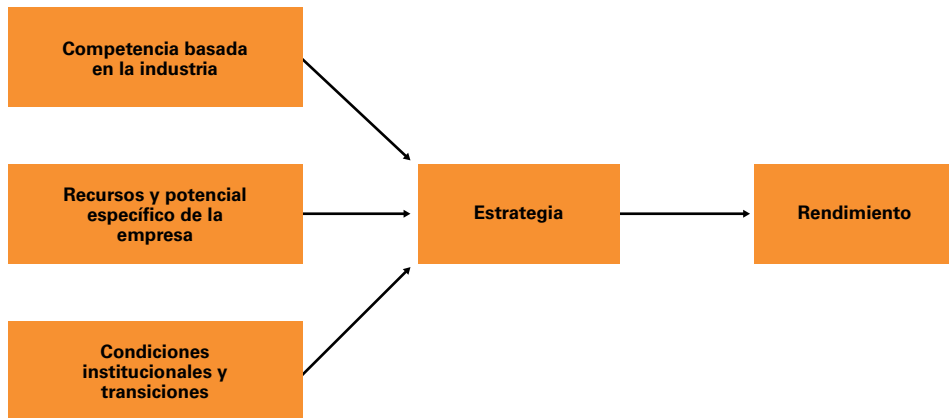 Competencia basada
en la industria
Recursos y potencial
específico de la
empresa
Estrategia
Rendimiento
Condiciones
institucionales y
transiciones